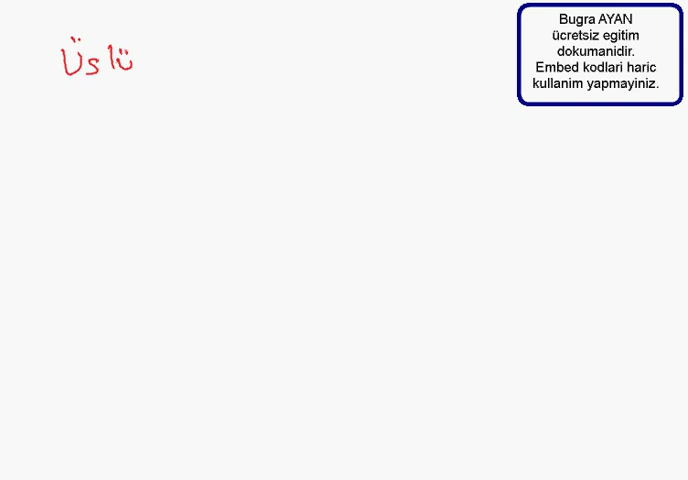 Üslü
Bugra AYAN
ücretsiz egitim
dokumanidir.
Embed kodlari haric
kullanim yapmayiniz.